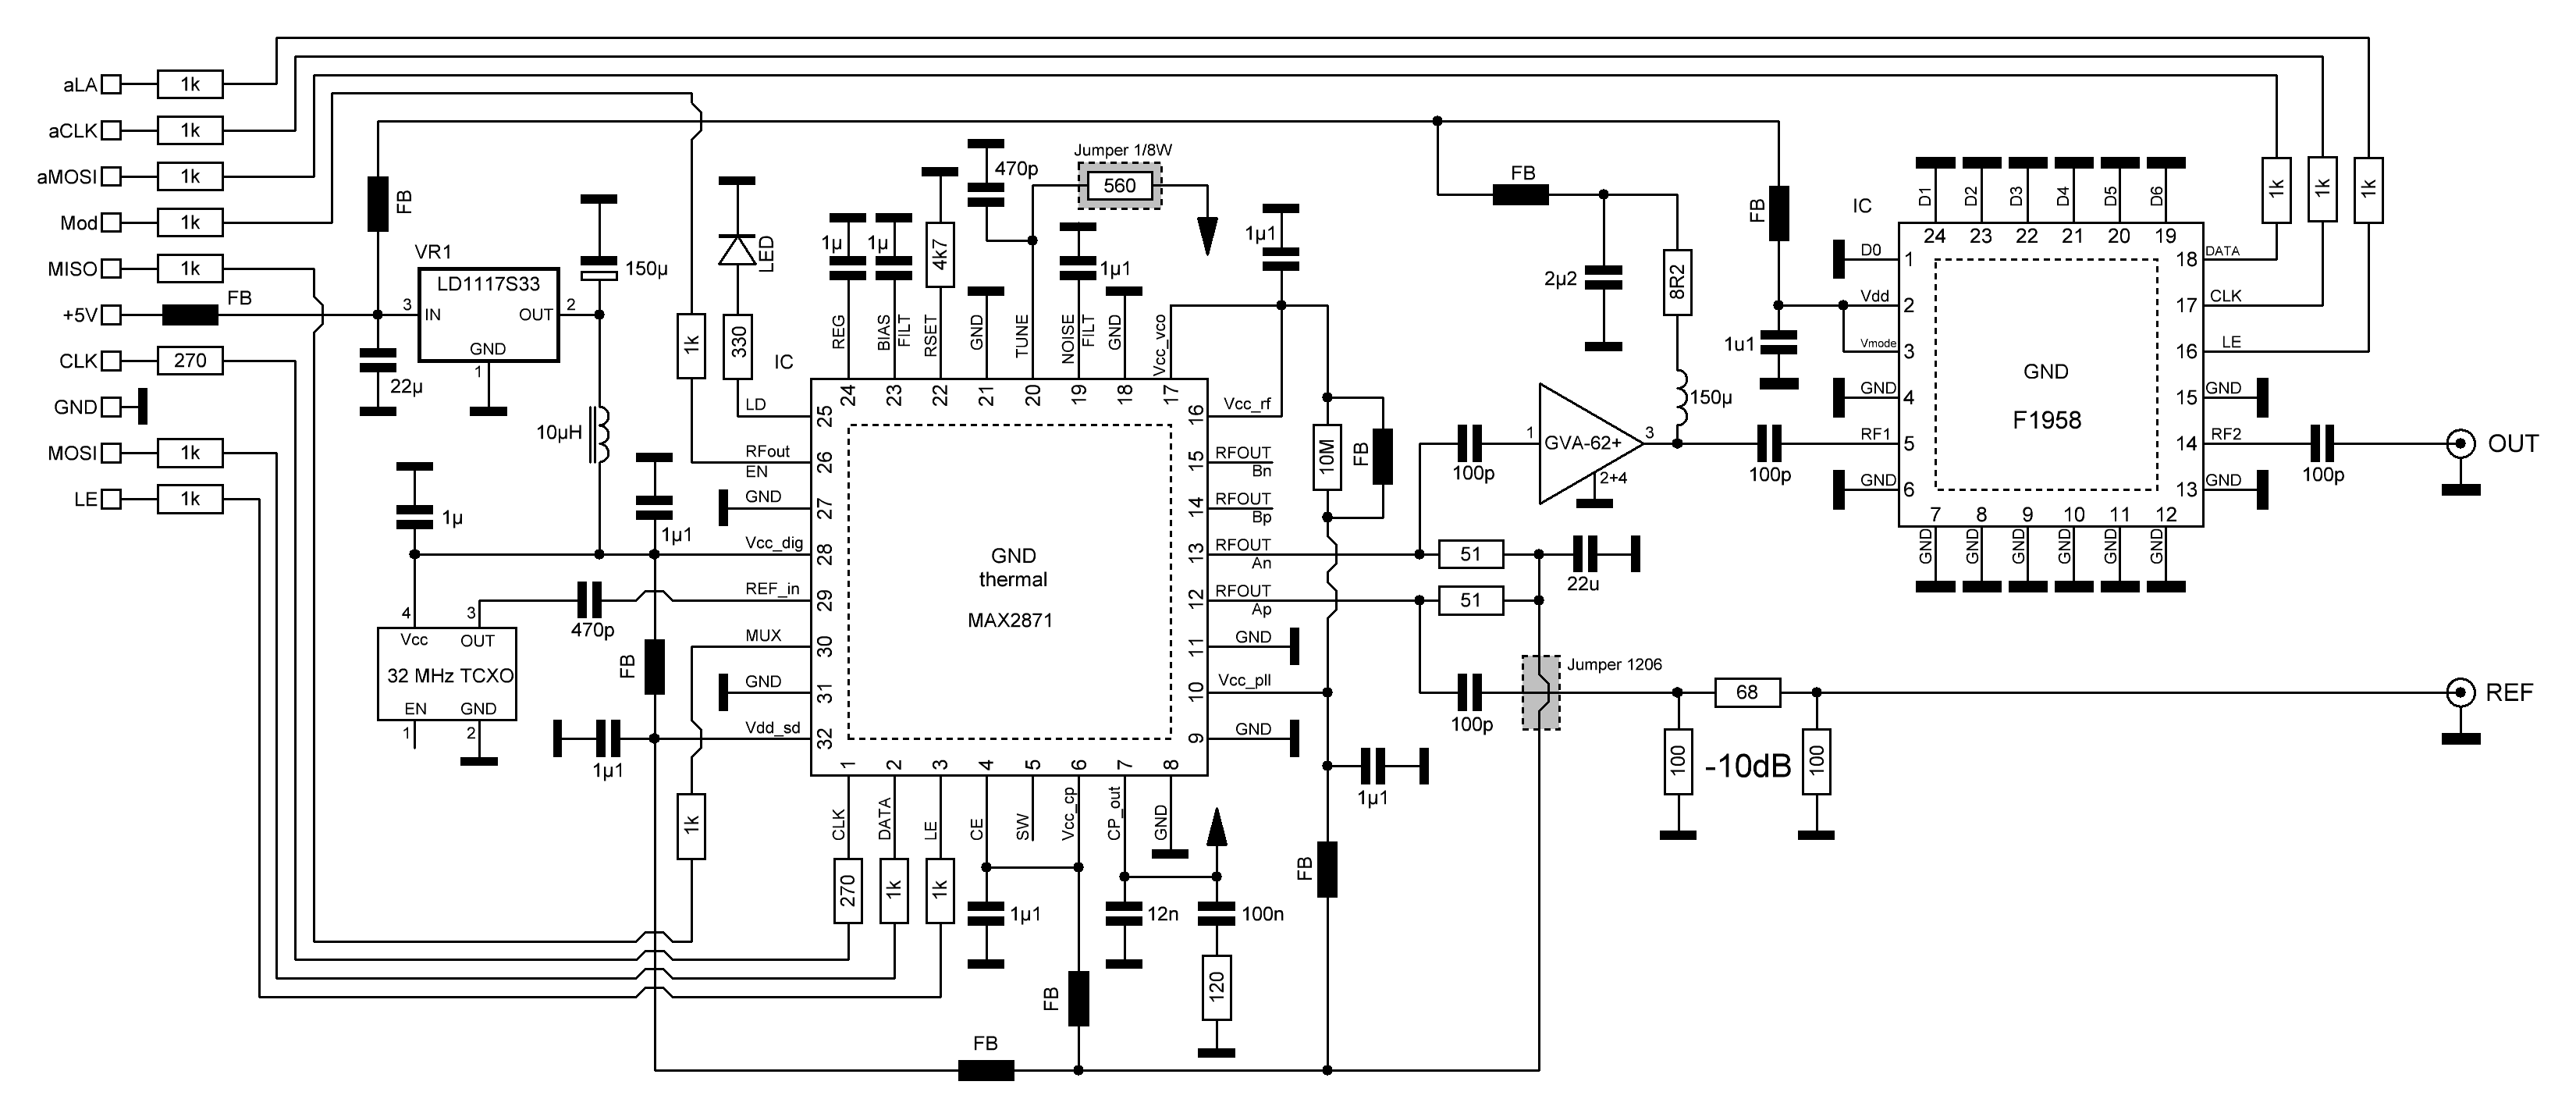 aLA 1k
aCLK 1k
aMOSI 1k
Mod 1k
MISO 1k
+5V FB
CLK 270
GND
MOSI 1k
LE 1k
FB
VR1
LD1117S33
3 IN OUT 2
GND
1
22µ
150µ
10µH
1µ
1µ1
4 3
Vcc OUT
32 MHz TCXO
EN GND
1 2
470p
FB
1µ1
1k
1k
LED
330
IC
1µ
1µ
4k7
470p
Jumper 1/8W
560
1µ1
1µ1
REG
BIAS
FILT
RSET
GND
TUNE
NOISE
FILT
GND
Vcc_vco
24 23 22 21 20 19 18 17
LD 25
RFout
EN
26
GND 27
Vcc_dig 28
REF_in 29
MUX 30
GND 31
Vdd_sd 32
GND
thermal
MAX2871
16 Vcc_rf
15 RFOUT
Bn
14 RFOUT
Bp
13 RFOUT
An
12 RFOUT
Ap
11 GND
10 Vcc_pll
9 GND
1 2 3 4 5 6 7 8
CLK
DATA
LE
CE
SW
Vcc_cp
CP_out
GND
270
1k
1k
1µ1
12n
100n
120
FB
FB
FB
1µ1
10M
FB
100p
1 GVA-62+ 3
2+4
51
22u
51
100p
Jumper 1206
68
REF
100
-10dB
100
FB
2µ2
8R2
150µ
100p
FB
1u1
IC
D1 D2 D3 D4 D5 D6
24 23 22 21 20 19
D0 1
Vdd 2
Vmode 3
GND 4
RF1 5
GND 6
GND
F1958
18 DATA
17 CLK
16 LE
15 GND
14 RF2
13 GND
7 8 9 10 11 12
GND GND GND GND GND GND
1k 1k 1k
100p
OUT